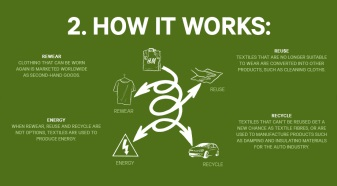 2. HOW IT WORKS:
REWEAR
CLOTHING THAT CAN BE WORN
AGAIN IS MARKETED WORLDWIDE
AS SECOND-HAND GOODS
REUSE
TEXTILES THAT ARE NO LONGER SUITABLE
TO WEAR ARE CONVERTED INTO OTHER
PRODUCTS, SUCH AS CLEANING CLOTHS
H&M
REWEAR
REUSE
ENERGY
WHEN REWEAR, REUSE AND RECYCLE ARE
NOT OPTIONS, TEXTILES ARE USED TO
PRODUCE ENERGY
RECYCLE
TEXTILES THAT CAN'T BE REUSED GET A
NEW CHANCE AS TEXTILE FIBRES, OR ARE
USED TO MANUFACTURE PRODUCTS SUCH
AS DAMPING AND INSULATING MATERIALS
FOR THE AUTO INDUSTRY
ENERGY
RECYCLE